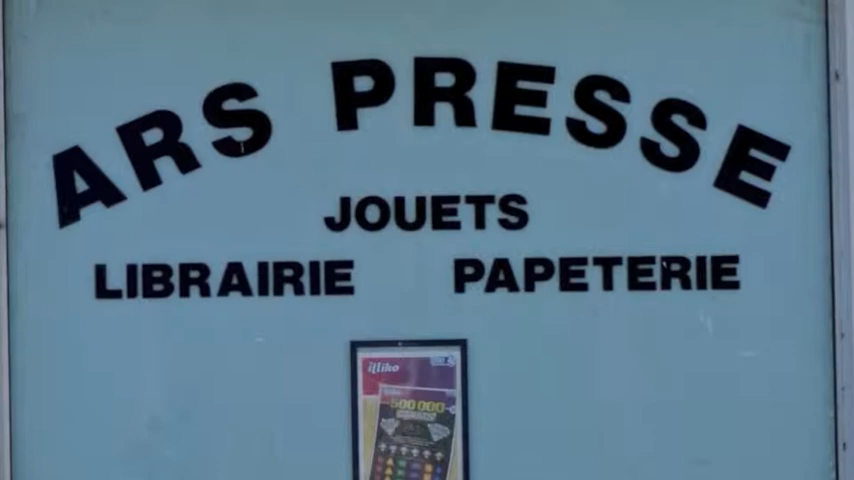 ARS PRESSE
JOUETS
LIBRAIRIE PAPETERIE
illiko
500 000